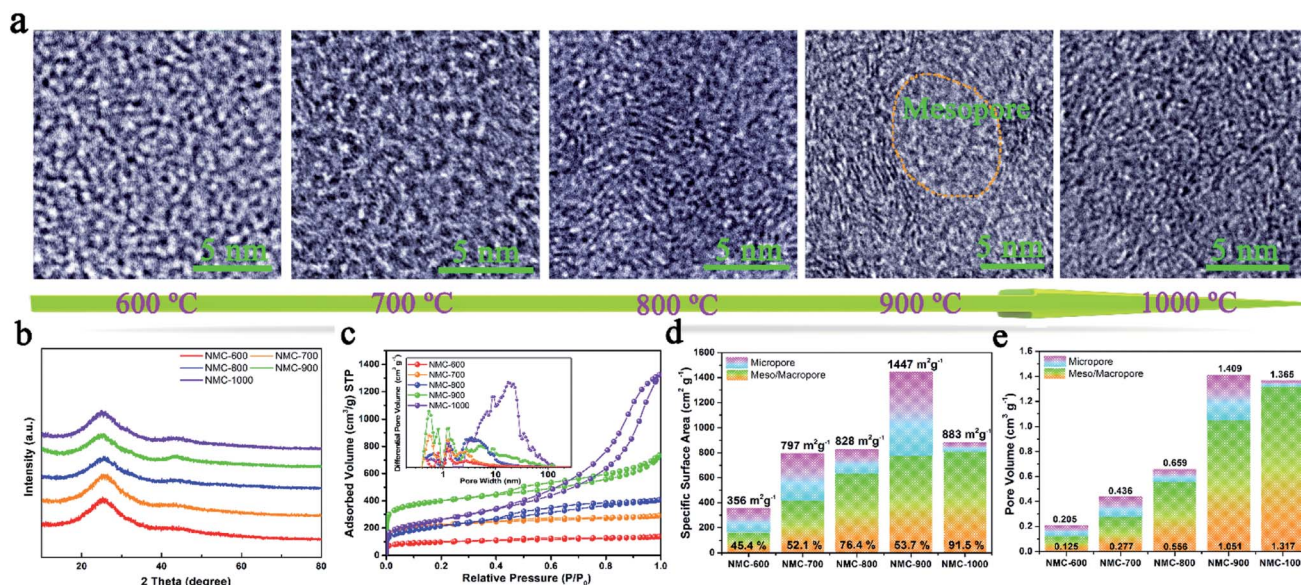 a
Mesopore
5 nm
5 nm
5 nm
5 nm
5 nm
600 ºC
700 ºC
800 ºC
900 ºC
1000 ºC
b
NMC-600
NMC-700
NMC-800
NMC-900
NMC-1000
Intensity (a.u.)
20
40
60
80
2 Theta (degree)
c
1400
1200
1000
800
600
400
200
0
Adsorbed Volume (cm³/g) STP
NMC-600
NMC-700
NMC-800
NMC-900
NMC-1000
Differential Pore Volume (cm³ g⁻¹)
1
10
100
Pore Width (nm)
0.0
0.2
0.4
0.6
0.8
1.0
Relative Pressure (P/P₀)
d
1600
1400
1200
1000
800
600
400
200
0
Specific Surface Area (cm² g⁻¹)
Micropore
Meso/Macropore
356 m²g⁻¹
797 m²g⁻¹
828 m²g⁻¹
1447 m²g⁻¹
883 m²g⁻¹
45.4 %
52.1 %
76.4 %
53.7 %
91.5 %
NMC-600
NMC-700
NMC-800
NMC-900
NMC-1000
e
1.6
1.4
1.2
1.0
0.8
0.6
0.4
0.2
0.0
Pore Volume (cm³ g⁻¹)
Micropore
Meso/Macropore
0.205
0.436
0.659
1.409
1.365
0.125
0.277
0.556
1.051
1.317
NMC-600
NMC-700
NMC-800
NMC-900
NMC-100